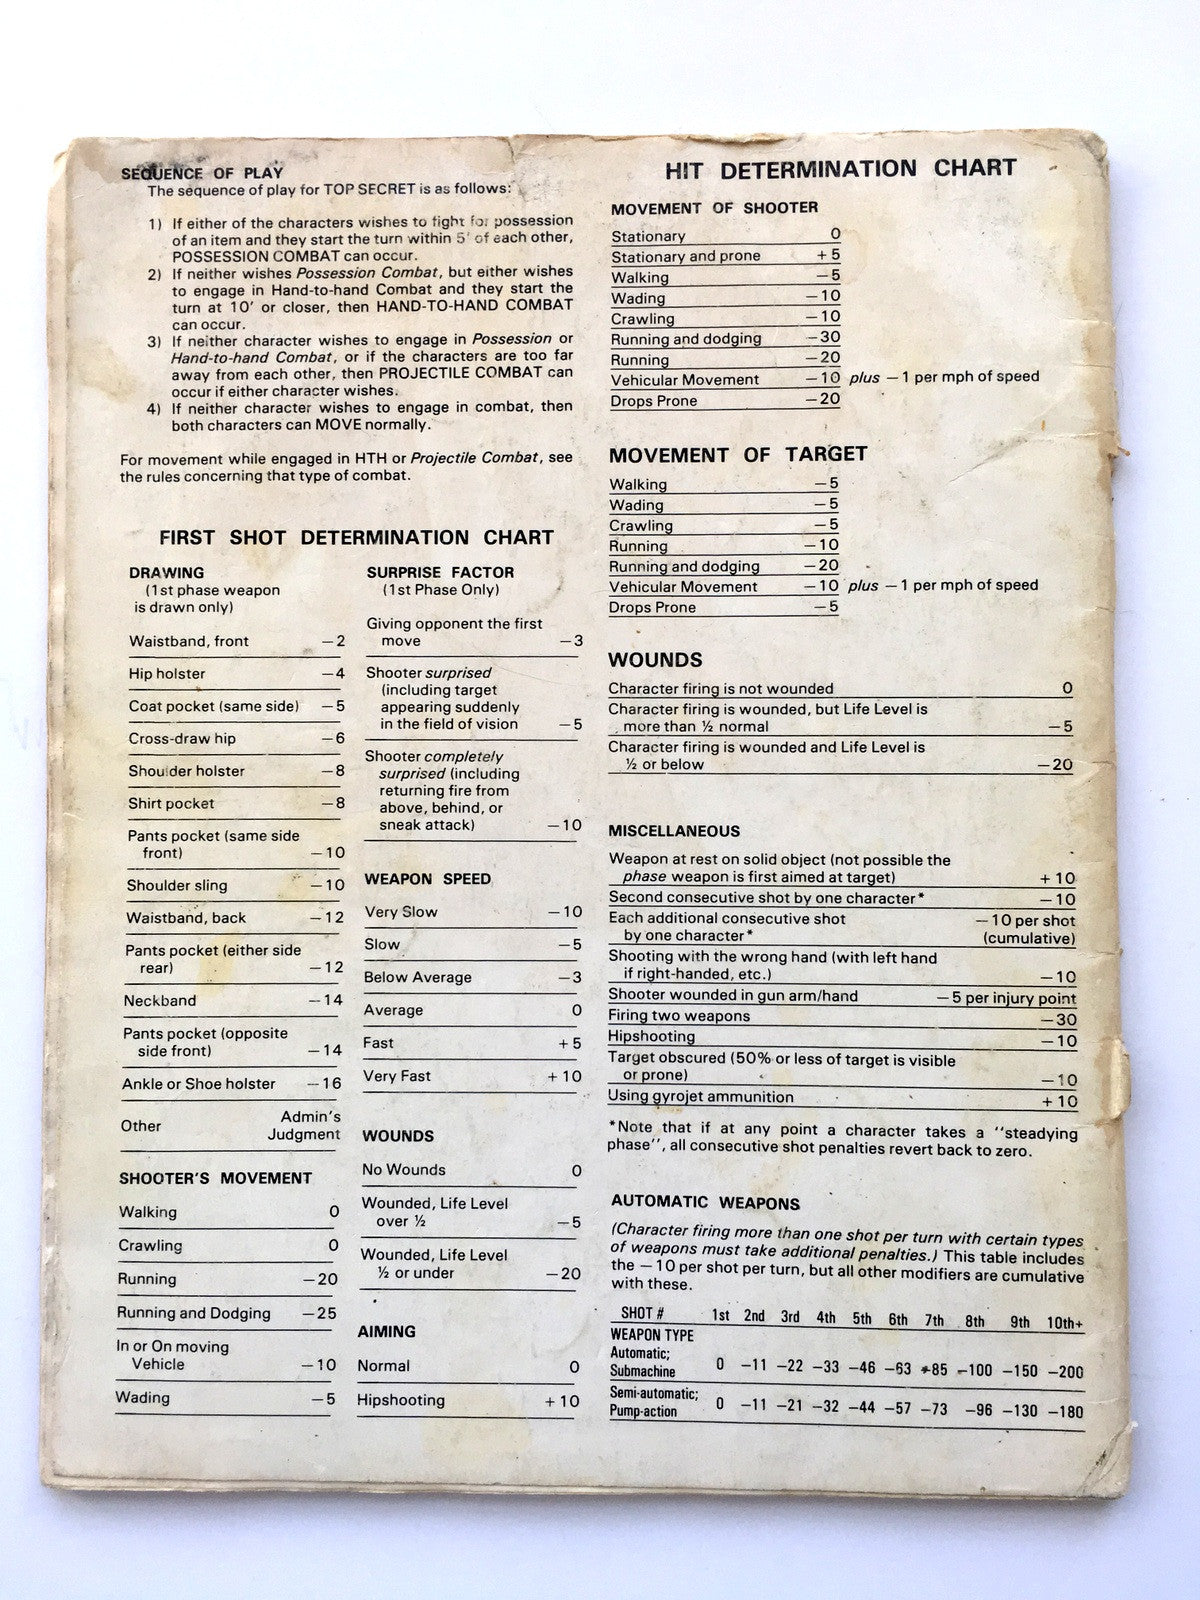 SEQUENCE OF PLAY
The sequence of play for TOP SECRET is as follows:
1) If either of the characters wishes to fight for possession
of an item and they start the turn within 5' of each other,
POSSESSION COMBAT can occur.
2) If neither wishes Possession Combat, but either wishes
to engage in Hand-to-hand Combat and they start the
turn at 10' or closer, then HAND-TO-HAND COMBAT
can occur.
3) If neither character wishes to engage in Possession or
Hand-to-hand Combat, or if the characters are too far
away from each other, then PROJECTILE COMBAT can
occur if either character wishes.
4) If neither character wishes to engage in combat, then
both characters can MOVE normally.
For movement while engaged in HTH or Projectile Combat, see
the rules concerning that type of combat.
FIRST SHOT DETERMINATION CHART
DRAWING
(1st phase weapon
is drawn only)
Waistband, front −2
Hip holster −4
Coat pocket (same side) −5
Cross-draw hip −6
Shoulder holster −8
Shirt pocket −8
Pants pocket (same side
front) −10
Shoulder sling −10
Waistband, back −12
Pants pocket (either side
rear) −12
Neckband −14
Pants pocket (opposite
side front) −14
Ankle or Shoe holster −16
Other Admin's
Judgment
SHOOTER'S MOVEMENT
Walking 0
Crawling 0
Running −20
Running and Dodging −25
In or On moving
Vehicle −10
Wading −5
SURPRISE FACTOR
(1st Phase Only)
Giving opponent the first
move −3
Shooter surprised
(including target
appearing suddenly
in the field of vision −5
Shooter completely
surprised (including
returning fire from
above, behind, or
sneak attack) −10
WEAPON SPEED
Very Slow −10
Slow −5
Below Average −3
Average 0
Fast +5
Very Fast +10
WOUNDS
No Wounds 0
Wounded, Life Level
over ½ −5
Wounded, Life Level
½ or under −20
AIMING
Normal 0
Hipshooting +10
HIT DETERMINATION CHART
MOVEMENT OF SHOOTER
Stationary 0
Stationary and prone +5
Walking −5
Wading −10
Crawling −10
Running and dodging −30
Running −20
Vehicular Movement −10 plus −1 per mph of speed
Drops Prone −20
MOVEMENT OF TARGET
Walking −5
Wading −5
Crawling −5
Running −10
Running and dodging −20
Vehicular Movement −10 plus −1 per mph of speed
Drops Prone −5
WOUNDS
Character firing is not wounded 0
Character firing is wounded, but Life Level is
more than ½ normal −5
Character firing is wounded and Life Level is
½ or below −20
MISCELLANEOUS
Weapon at rest on solid object (not possible the
phase weapon is first aimed at target) +10
Second consecutive shot by one character* −10
Each additional consecutive shot −10 per shot
by one character* (cumulative)
Shooting with the wrong hand (with left hand
if right-handed, etc.) −10
Shooter wounded in gun arm/hand −5 per injury point
Firing two weapons −30
Hipshooting −10
Target obscured (50% or less of target is visible
or prone) −10
Using gyrojet ammunition +10
*Note that if at any point a character takes a "steadying
phase", all consecutive shot penalties revert back to zero.
AUTOMATIC WEAPONS
(Character firing more than one shot per turn with certain types
of weapons must take additional penalties.) This table includes
the −10 per shot per turn, but all other modifiers are cumulative
with these.
SHOT # 1st 2nd 3rd 4th 5th 6th 7th 8th 9th 10th+
WEAPON TYPE
Automatic;
Submachine 0 −11 −22 −33 −46 −63 −85 −100 −150 −200
Semi-automatic;
Pump-action 0 −11 −21 −32 −44 −57 −73 −96 −130 −180